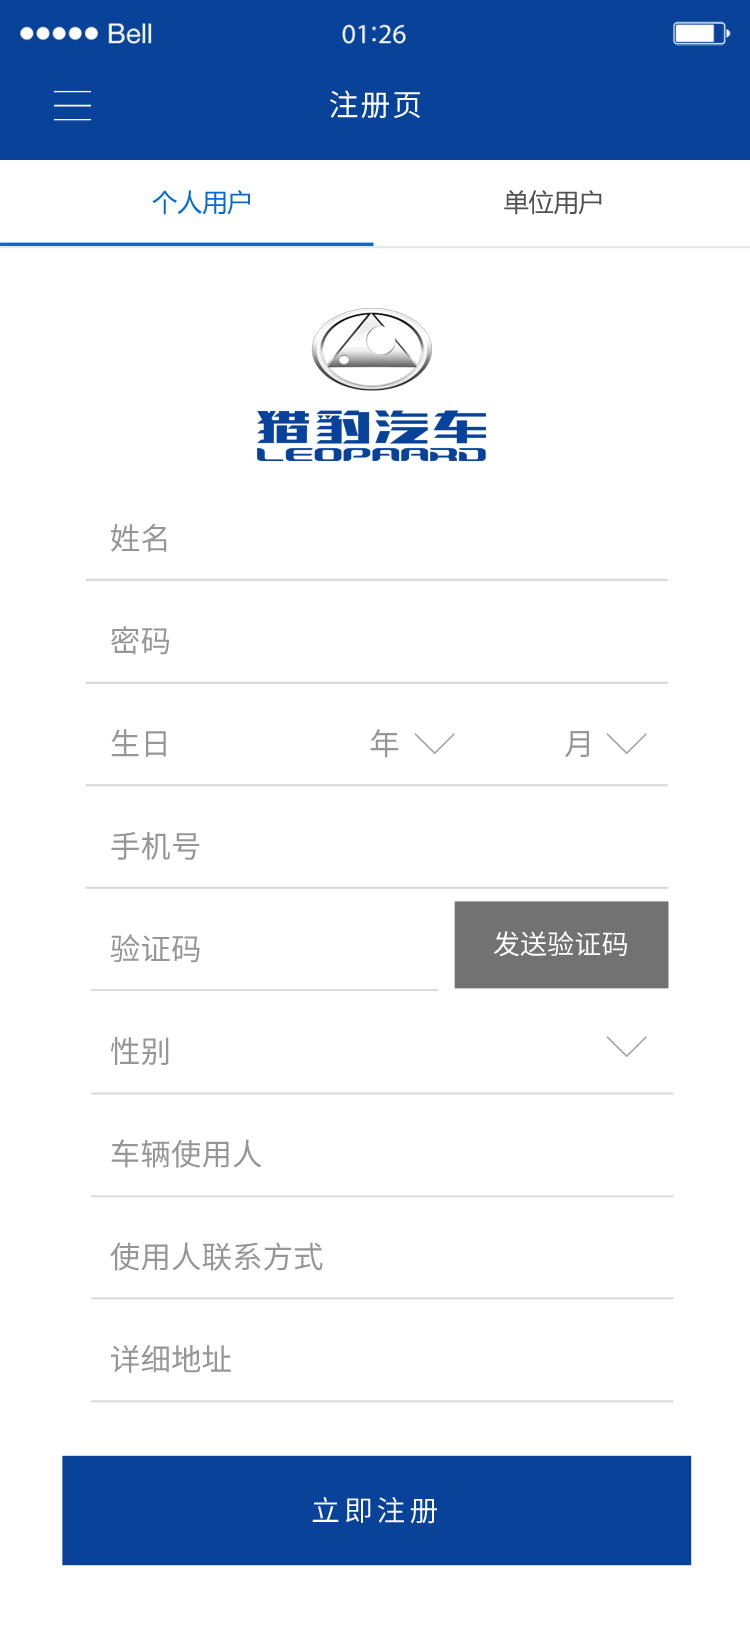 Bell 01:26
注册页
个人用户 单位用户
猎豹汽车
LEOPAARD
姓名
密码
生日 年 月
手机号
验证码 发送验证码
性别
车辆使用人
使用人联系方式
详细地址
立即注册